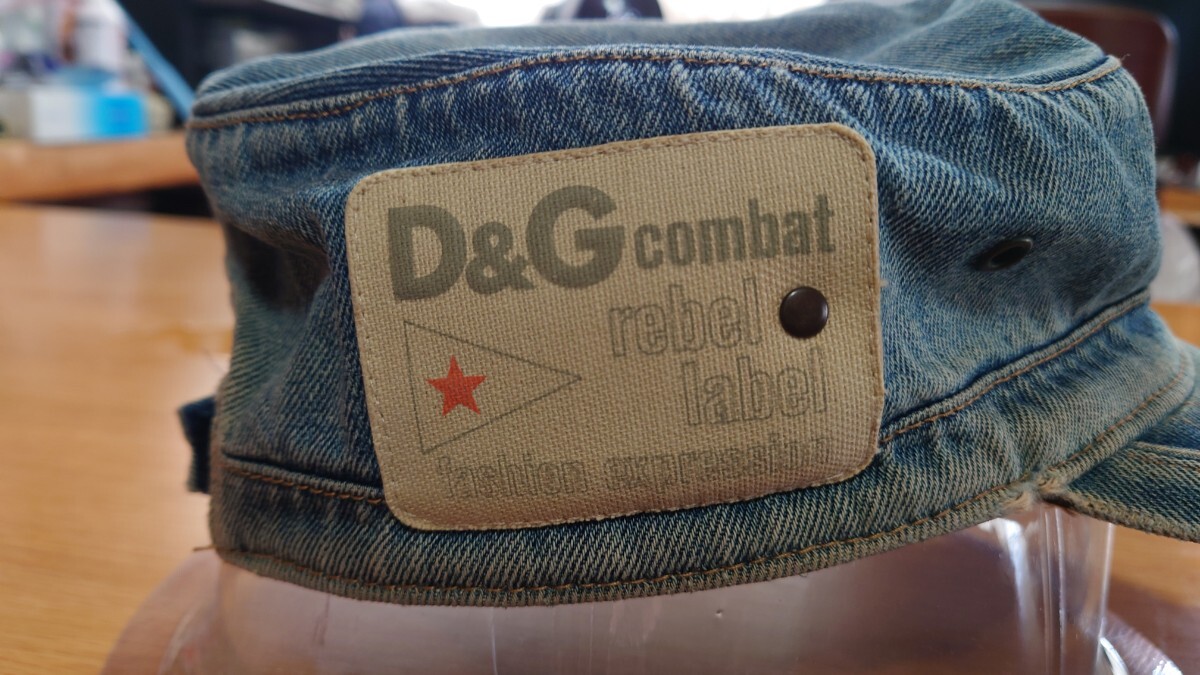 D&G combat
rebel
label
fashion expression